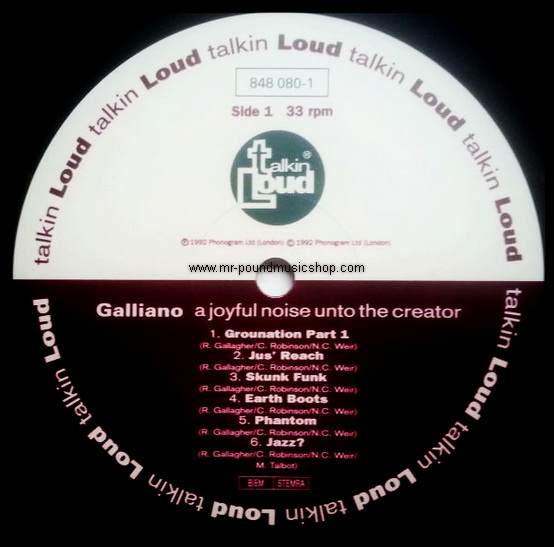 talkin Loud talkin Loud talkin Loud talkin Loud talkin Loud talkin Loud talkin Loud talkin Loud talkin Loud talkin Loud
848 080-1
Side 1 33 rpm
talkin®
Loud
℗ 1992 Phonogram Ltd (London) © 1992 Phonogram Ltd (London)
www.mr-poundmusicshop.com
Galliano a joyful noise unto the creator
1. Grounation Part 1
(R. Gallagher/C. Robinson/N.C. Weir)
2. Jus' Reach
(R. Gallagher/C. Robinson/N.C. Weir)
3. Skunk Funk
(R. Gallagher/C. Robinson/N.C. Weir)
4. Earth Boots
(R. Gallagher/C. Robinson/N.C. Weir)
5. Phantom
(R. Gallagher/C. Robinson/N.C. Weir)
6. Jazz?
(R. Gallagher/C. Robinson/N.C. Weir/
M. Talbot)
BIEM STEMRA